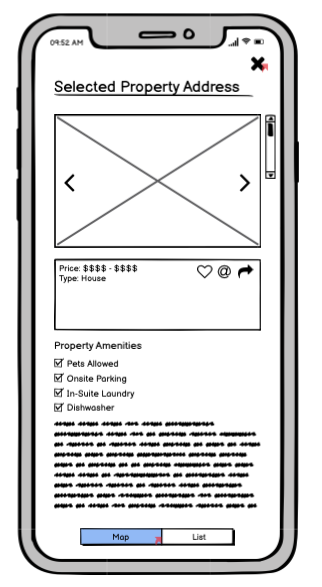 09:52 AM
Selected Property Address
Price: $$$$ - $$$$
@
Type: House
Property Amenities
Pets Allowed
Onsite Parking
In-Suite Laundry
Dishwasher
Map
List